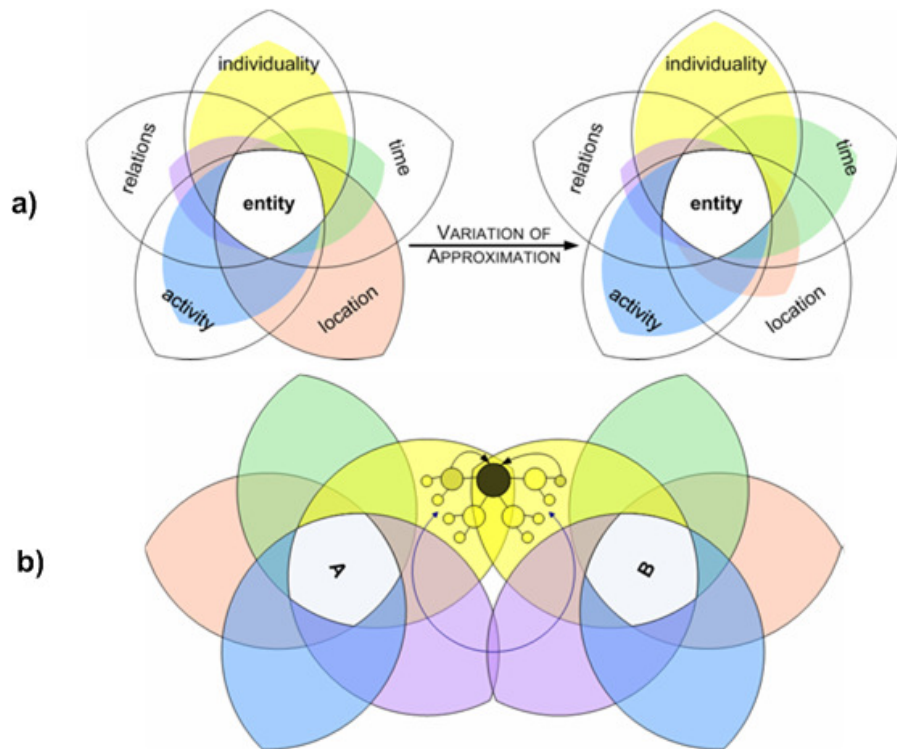 a)
individuality
relations
time
entity
activity
location
VARIATION OF
APPROXIMATION
individuality
relations
time
entity
activity
location
b)
A
B